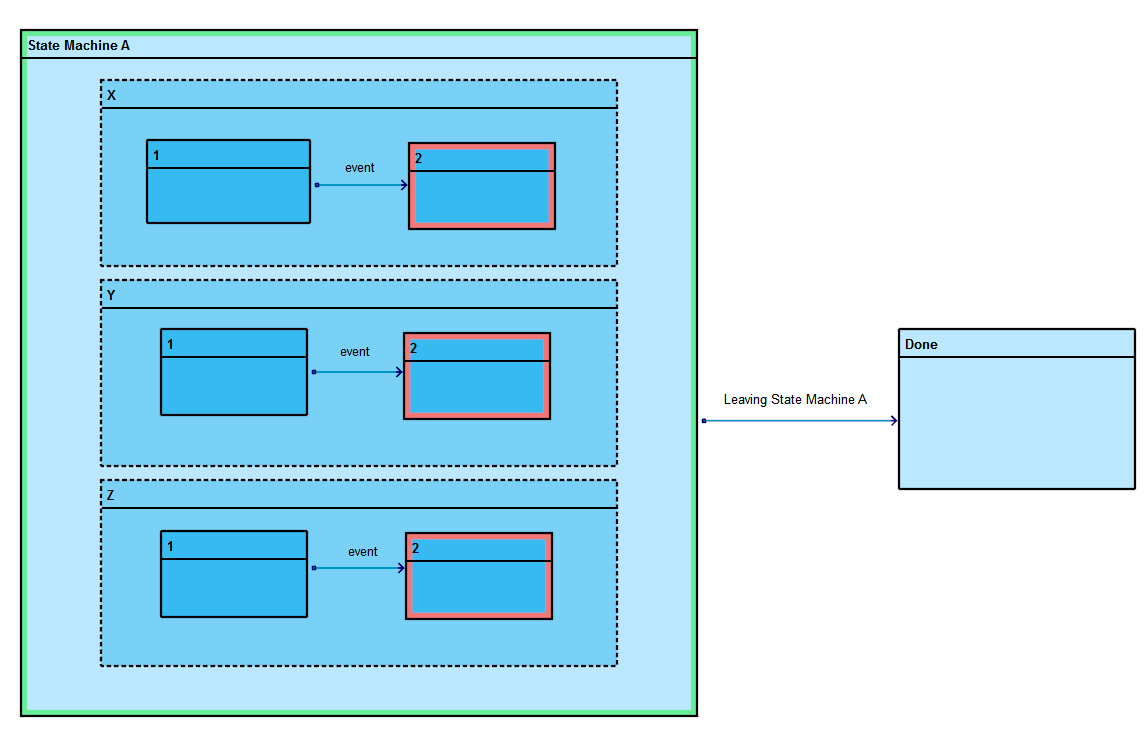 State Machine A
X
1
event
2
Y
1
event
2
Z
1
event
2
Leaving State Machine A
Done